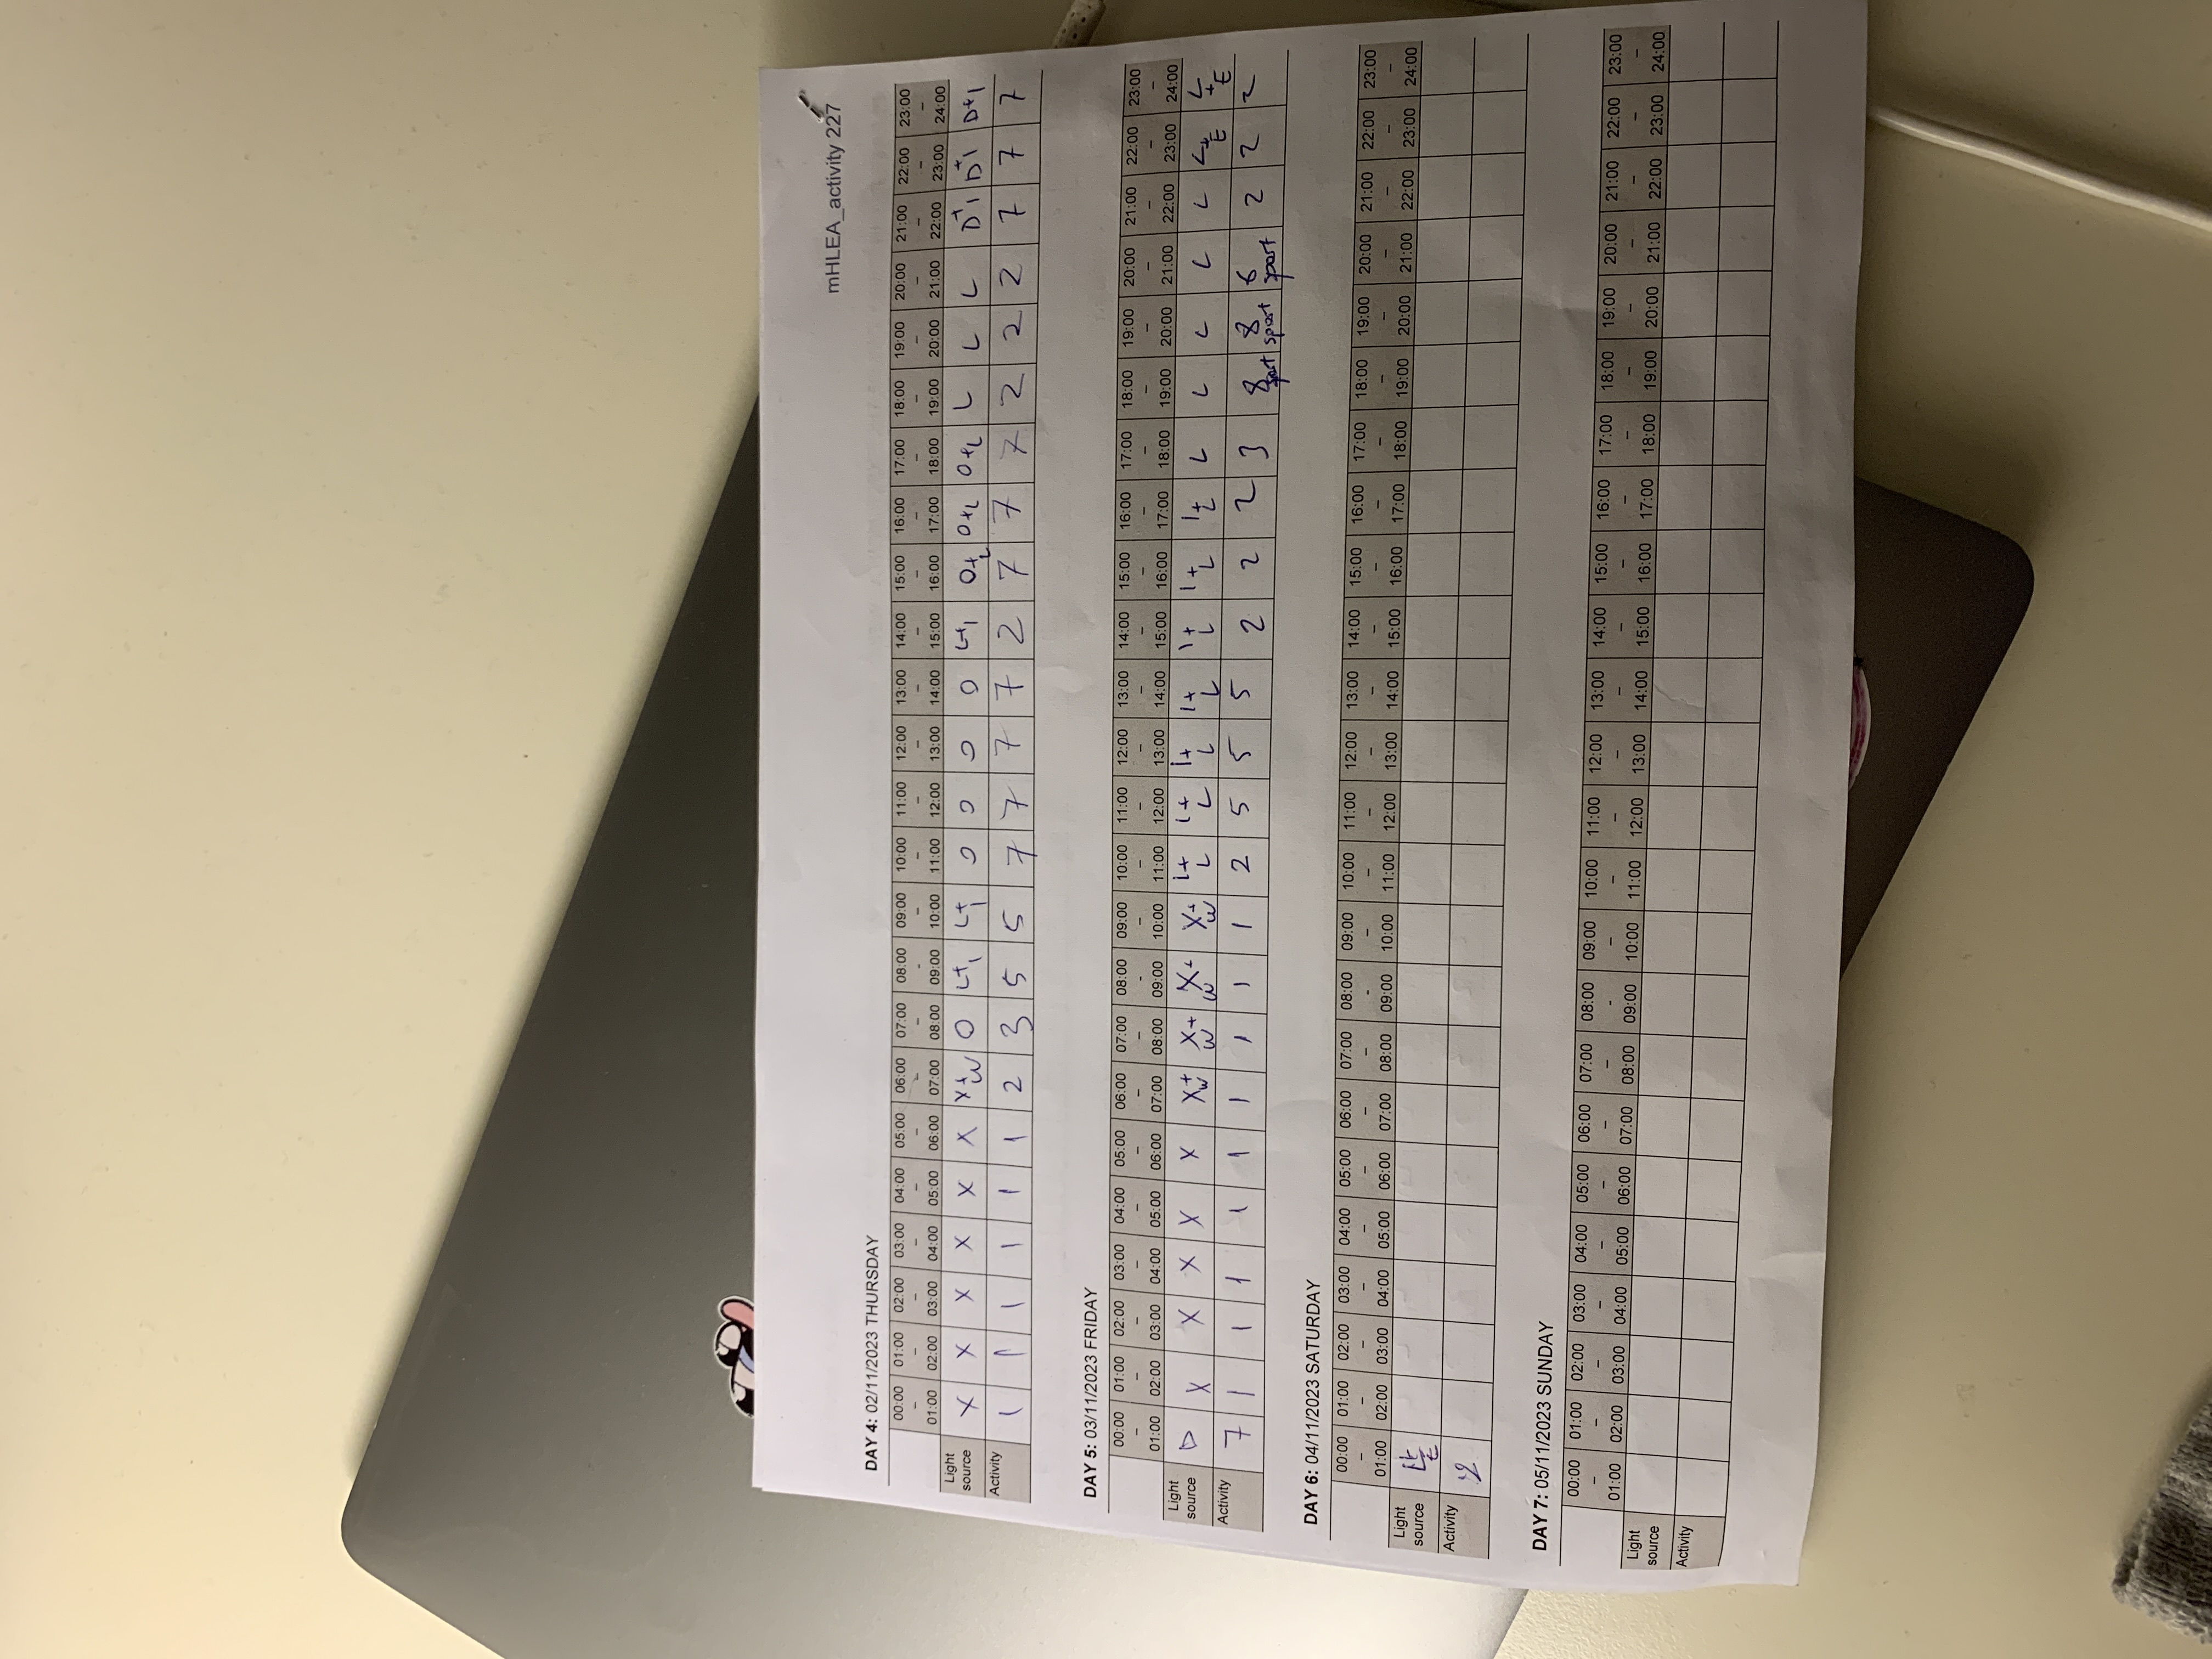 mHLEA_activity 227
DAY 4: 02/11/2023 THURSDAY
00:00 01:00 02:00 03:00 04:00 05:00 06:00 07:00 08:00 09:00 10:00 11:00 12:00 13:00 14:00 15:00 16:00 17:00 18:00 19:00 20:00 21:00 22:00 23:00
– – – – – – – – – – – – – – – – – – – – – – – –
01:00 02:00 03:00 04:00 05:00 06:00 07:00 08:00 09:00 10:00 11:00 12:00 13:00 14:00 15:00 16:00 17:00 18:00 19:00 20:00 21:00 22:00 23:00 24:00
Light source X X X X X X X+W O L+1 L+1 O O O O L+1 O+L O+L O+L L L L D+1 D+1 D+1
Activity 1 1 1 1 1 1 2 3 5 5 7 7 7 7 2 7 7 7 2 2 2 7 7 7
DAY 5: 03/11/2023 FRIDAY
00:00 01:00 02:00 03:00 04:00 05:00 06:00 07:00 08:00 09:00 10:00 11:00 12:00 13:00 14:00 15:00 16:00 17:00 18:00 19:00 20:00 21:00 22:00 23:00
– – – – – – – – - – – – – – – – – – – – – – – –
01:00 02:00 03:00 04:00 05:00 06:00 07:00 08:00 09:00 10:00 11:00 12:00 13:00 14:00 15:00 16:00 17:00 18:00 19:00 20:00 21:00 22:00 23:00 24:00
Light source D X X X X X X+W X+W X+W X+W 1+L 1+L 1+L 1+L 1+L 1+L 1+L L L L L L L+E L+E
Activity 7 1 1 1 1 1 1 1 1 1 2 5 5 5 2 2 2 3 8 sport 8 sport sport 2 2 2
DAY 6: 04/11/2023 SATURDAY
00:00 01:00 02:00 03:00 04:00 05:00 06:00 07:00 08:00 09:00 10:00 11:00 12:00 13:00 14:00 15:00 16:00 17:00 18:00 19:00 20:00 21:00 22:00 23:00
– – – – – – – – - – – – – – – – – – – – – – – –
01:00 02:00 03:00 04:00 05:00 06:00 07:00 08:00 09:00 10:00 11:00 12:00 13:00 14:00 15:00 16:00 17:00 18:00 19:00 20:00 21:00 22:00 23:00 24:00
Light source
Activity 2
DAY 7: 05/11/2023 SUNDAY
00:00 01:00 02:00 03:00 04:00 05:00 06:00 07:00 08:00 09:00 10:00 11:00 12:00 13:00 14:00 15:00 16:00 17:00 18:00 19:00 20:00 21:00 22:00 23:00
– – – – – – – – - – – – – – – – – – – – – – – –
01:00 02:00 03:00 04:00 05:00 06:00 07:00 08:00 09:00 10:00 11:00 12:00 13:00 14:00 15:00 16:00 17:00 18:00 19:00 20:00 21:00 22:00 23:00 24:00
Light source
Activity